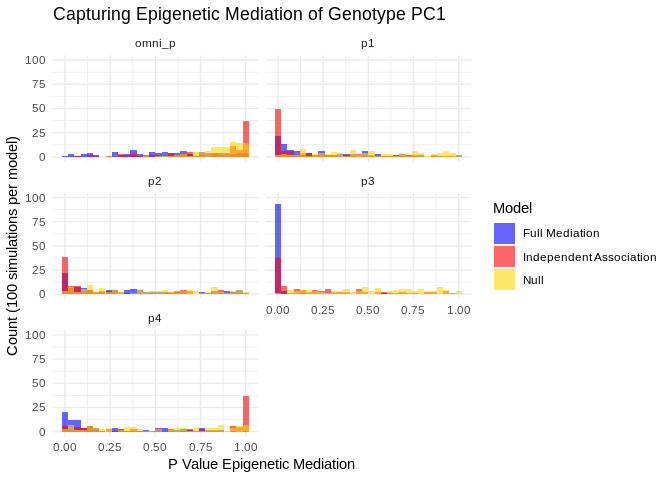 Capturing Epigenetic Mediation of Genotype PC1
omni_p
p1
100
75
50
25
0
p2
p3
100
75
50
25
0
p4
0.00 0.25 0.50 0.75 1.00
100
75
50
25
0
0.00 0.25 0.50 0.75 1.00
P Value Epigenetic Mediation
Count (100 simulations per model)
Model
Full Mediation
Independent Association
Null